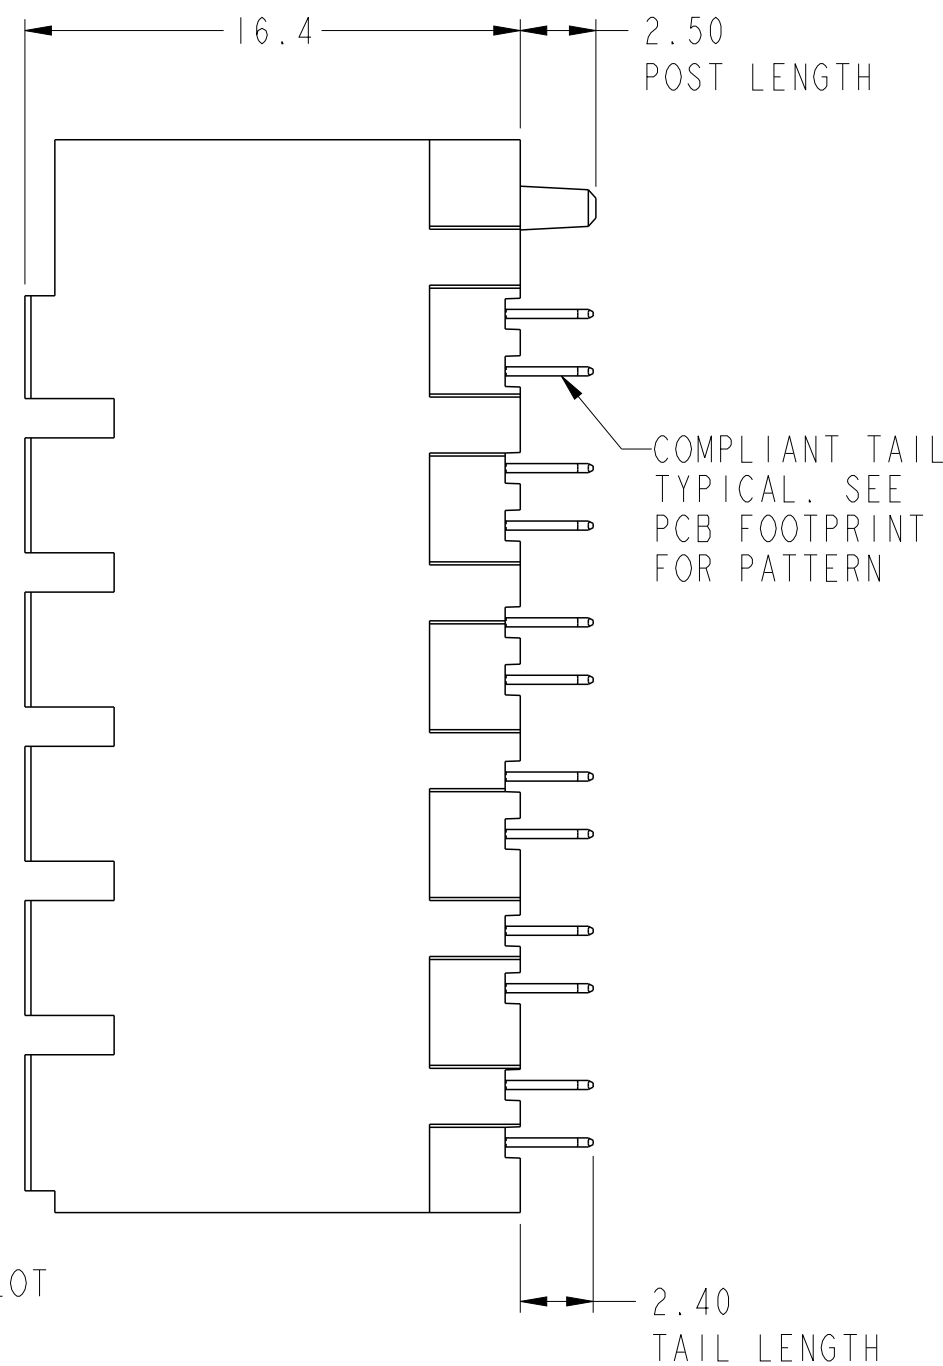 16.4
2.50
POST LENGTH
COMPLIANT TAIL
TYPICAL. SEE
PCB FOOTPRINT
FOR PATTERN
2.40
TAIL LENGTH